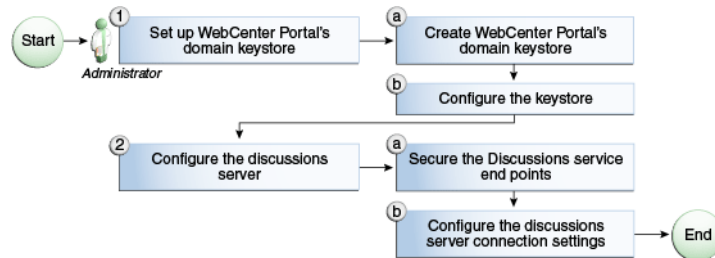 Start
Administrator
1
Set up WebCenter Portal's
domain keystore
a
Create WebCenter Portal's
domain keystore
b
Configure the keystore
2
Configure the discussions
server
a
Secure the Discussions service
end points
b
Configure the discussions
server connection settings
End